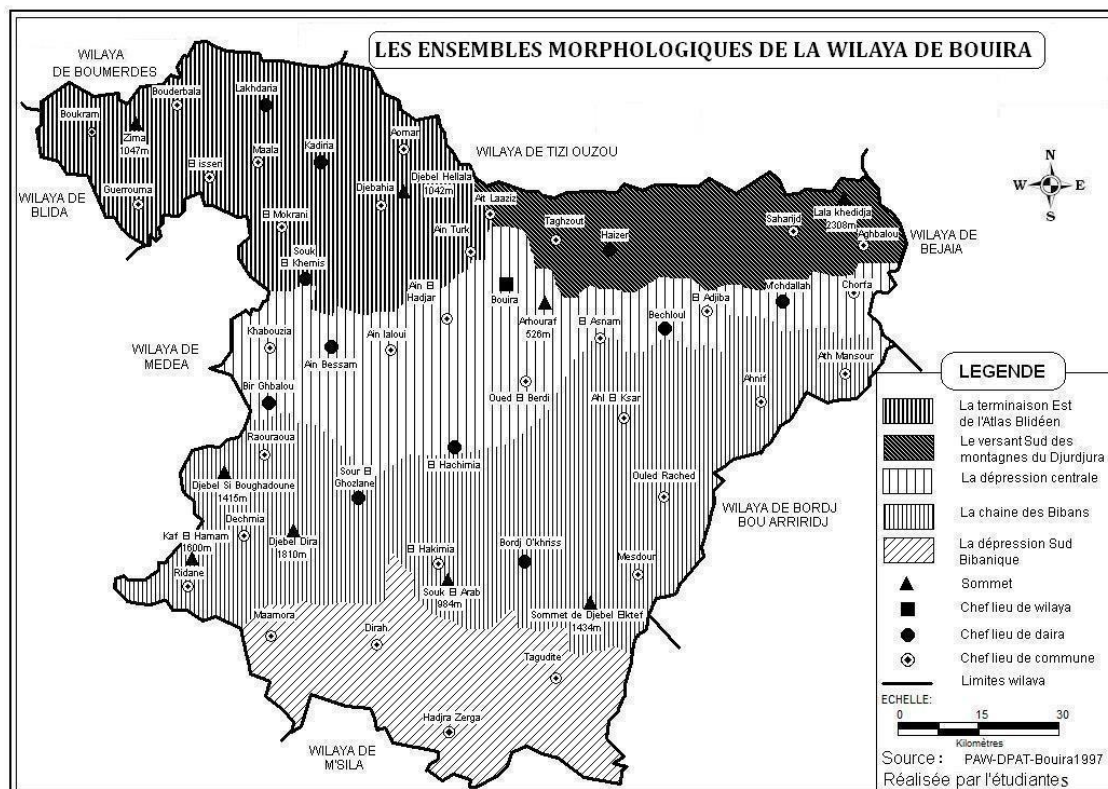 LES ENSEMBLES MORPHOLOGIQUES DE LA WILAYA DE BOUIRA
WILAYA
DE BOUMERDES
Bouderbala
Lakhdaria
Boukram
Zima
1047m
Aomar
Kadiria
Maala
El isseri
WILAYA DE TIZI OUZOU
N
W
E
S
Guerrouma
WILAYA DE
BLIDA
Djebahia
Djebel Hellala
1042m
Ait Laaziz
El Mokrani
Ain Turk
Souk
El Khemis
Taghzout
Haizer
Saharijd
Lala khedidja
2308m
Aghbalou
WILAYA DE
BEJAIA
Ain El
Hadjar
Bouira
Arhouraf
526m
El Adjiba
M'chdallah
Chorfa
El Asnam
Bechloul
Khabouzia
Ain laloui
Ain Bessam
WILAYA DE
MEDEA
Ath Mansour
Ahnif
Bir Ghbalou
Oued El Berdi
Ahl El Ksar
Raouraoua
El Hachimia
Sour El
Ghozlane
Djebel Si Boughadoune
1415m
Ouled Rached
WILAYA DE BORDJ
BOU ARRIRIDJ
Dechmia
Kaf El Hamam
1600m
Djebel Dira
1810m
Ridane
El Hakimia
Bordj O'khriss
Mesdour
Souk El Arab
984m
Sommet de Djebel Elktef
1434m
Maamora
Dirah
Tagudite
Hadjra Zerga
WILAYA DE
M'SILA
LEGENDE
La terminaison Est
de l'Atlas Blidéen
Le versant Sud des
montagnes du Djurdjura
La dépression centrale
La chaine des Bibans
La dépression Sud
Bibanique
Sommet
Chef lieu de wilaya
Chef lieu de daira
Chef lieu de commune
Limites wilava
ECHELLE:
0 15 30
Kilomètres
Source : PAW-DPAT-Bouira1997
Réalisée par l'étudiantes